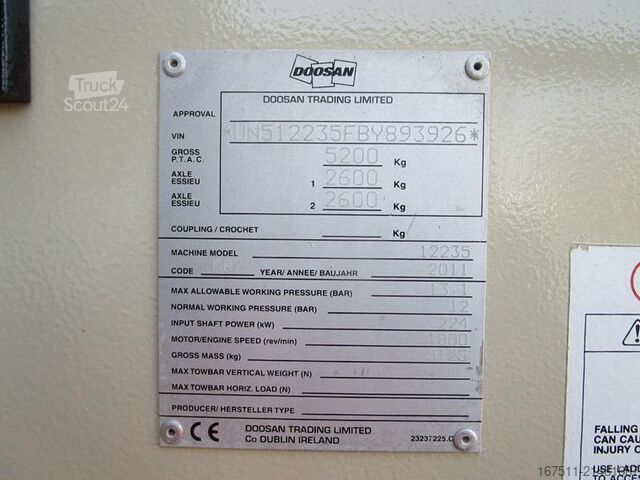 Truck
Scout24
DOOSAN
DOOSAN TRADING LIMITED
APPROVAL
VIN *UN512235FBY893926*
GROSS P.T.A.C. 5200 Kg
AXLE ESSIEU 1 2600 Kg
AXLE ESSIEU 2 2600 Kg
COUPLING / CROCHET Kg
MACHINE MODEL 12235
CODE YEAR/ ANNEE/ BAUJAHR 2011
MAX ALLOWABLE WORKING PRESSURE (BAR) 13,1
NORMAL WORKING PRESSURE (BAR) 12
INPUT SHAFT POWER (kW) 224
MOTOR/ENGINE SPEED (rev/min) 1800
GROSS MASS (kg)
MAX TOWBAR VERTICAL WEIGHT (N)
MAX TOWBAR HORIZ. LOAD (N)
PRODUCER/ HERSTELLER TYPE
CE DOOSAN TRADING LIMITED
Co DUBLIN IRELAND
FALLING
CAN CAU
INJURY O
USE LAD
TO ACCE